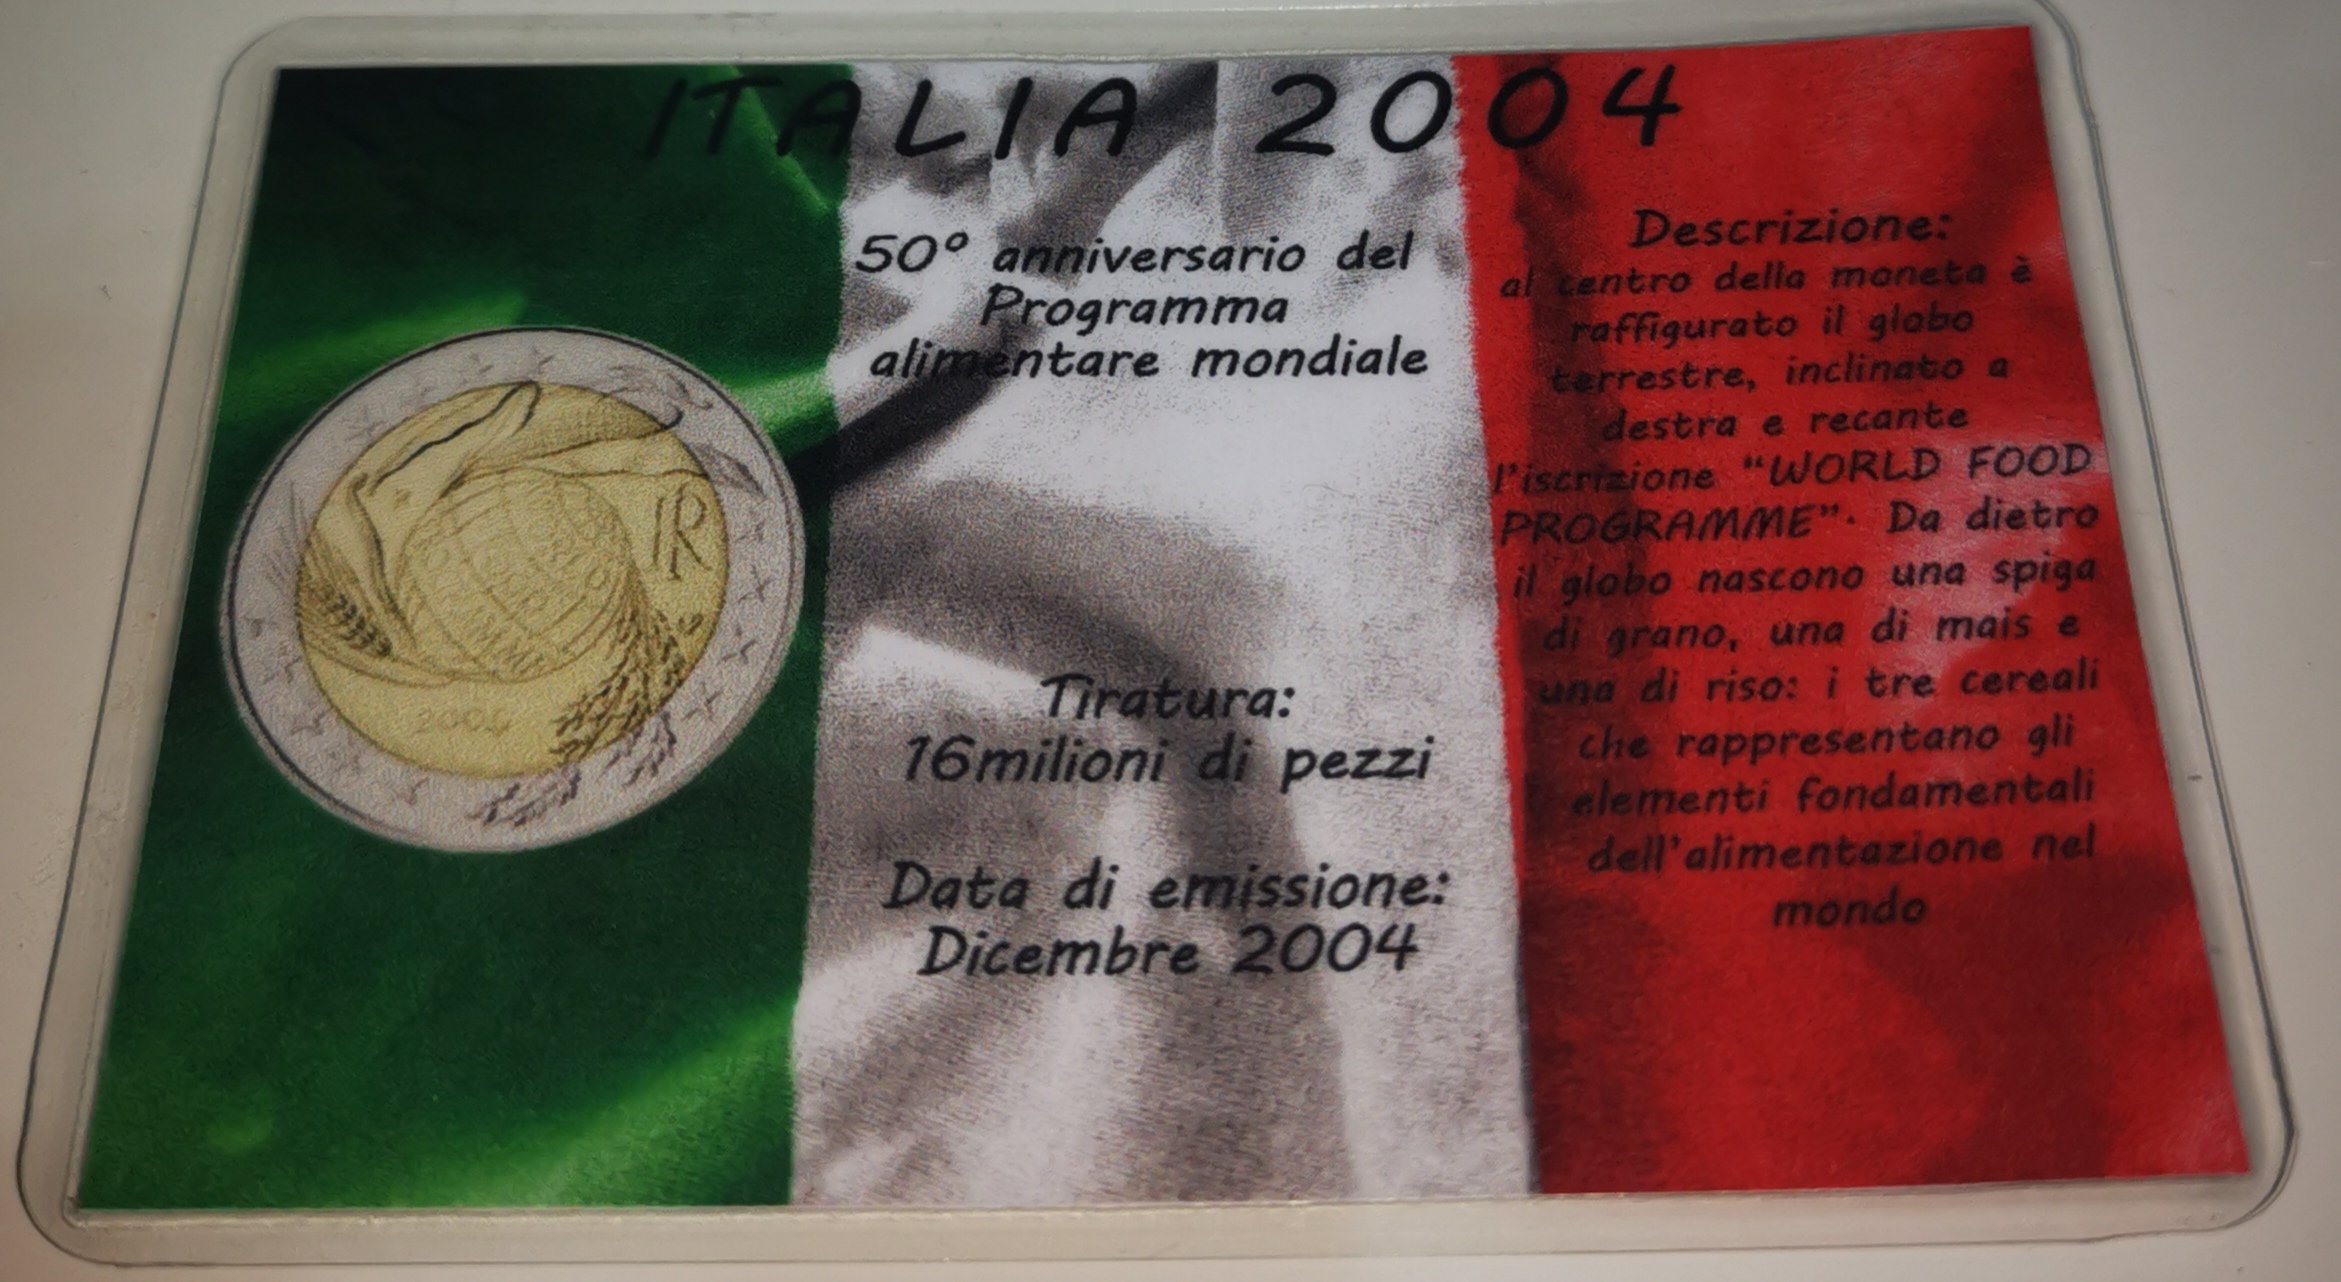 ITALIA 2004
50° anniversario del
Programma
alimentare mondiale
Tiratura:
16milioni di pezzi
Data di emissione:
Dicembre 2004
Descrizione:
al centro della moneta è
raffigurato il globo
terrestre, inclinato a
destra e recante
l'iscrizione “WORLD FOOD
PROGRAMME”. Da dietro
il globo nascono una spiga
di grano, una di mais e
una di riso: i tre cereali
che rappresentano gli
elementi fondamentali
dell'alimentazione nel
mondo
IR
2004